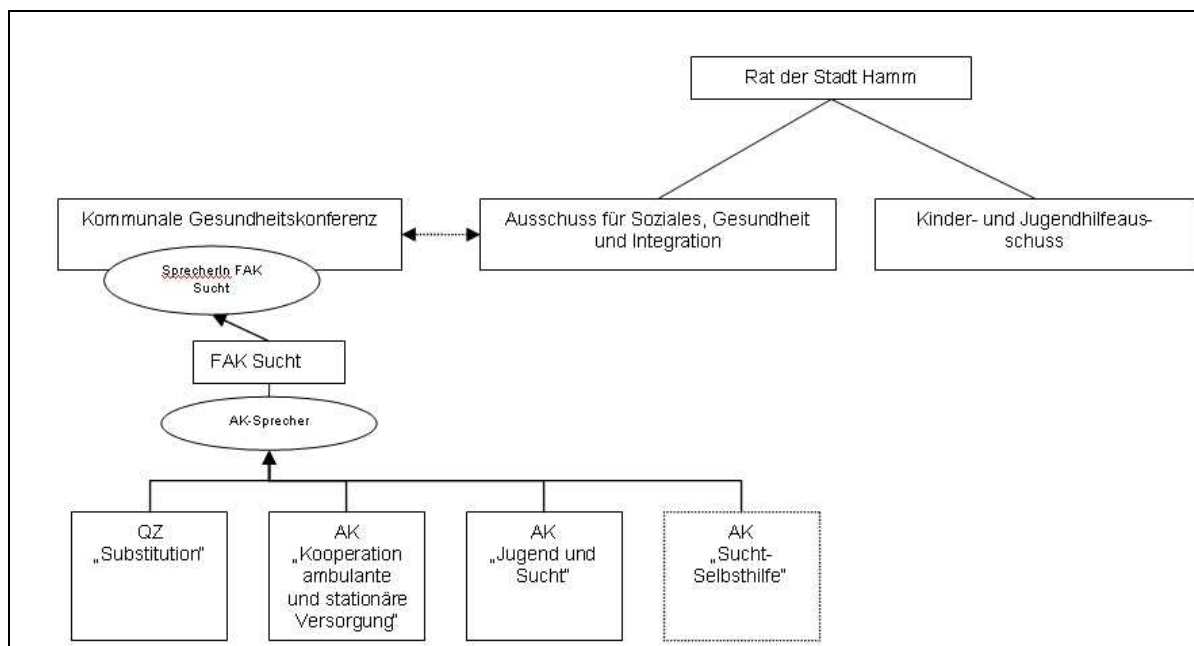 Rat der Stadt Hamm
Kommunale Gesundheitskonferenz
Ausschuss für Soziales, Gesundheit
und Integration
Kinder- und Jugendhilfeaus-
schuss
SprecherIn FAK
Sucht
FAK Sucht
AK-Sprecher
QZ
„Substitution"
AK
„Kooperation
ambulante
und stationäre
Versorgung"
AK
„Jugend und
Sucht"
AK
„Sucht-
Selbsthilfe"